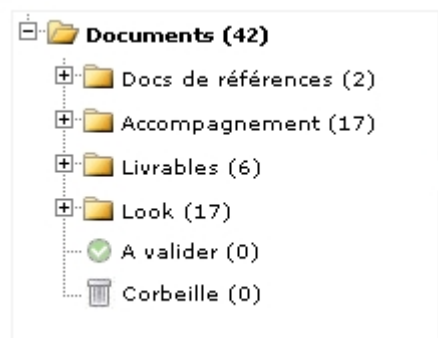 Documents (42)
Docs de références (2)
Accompagnement (17)
Livrables (6)
Look (17)
A valider (0)
Corbeille (0)